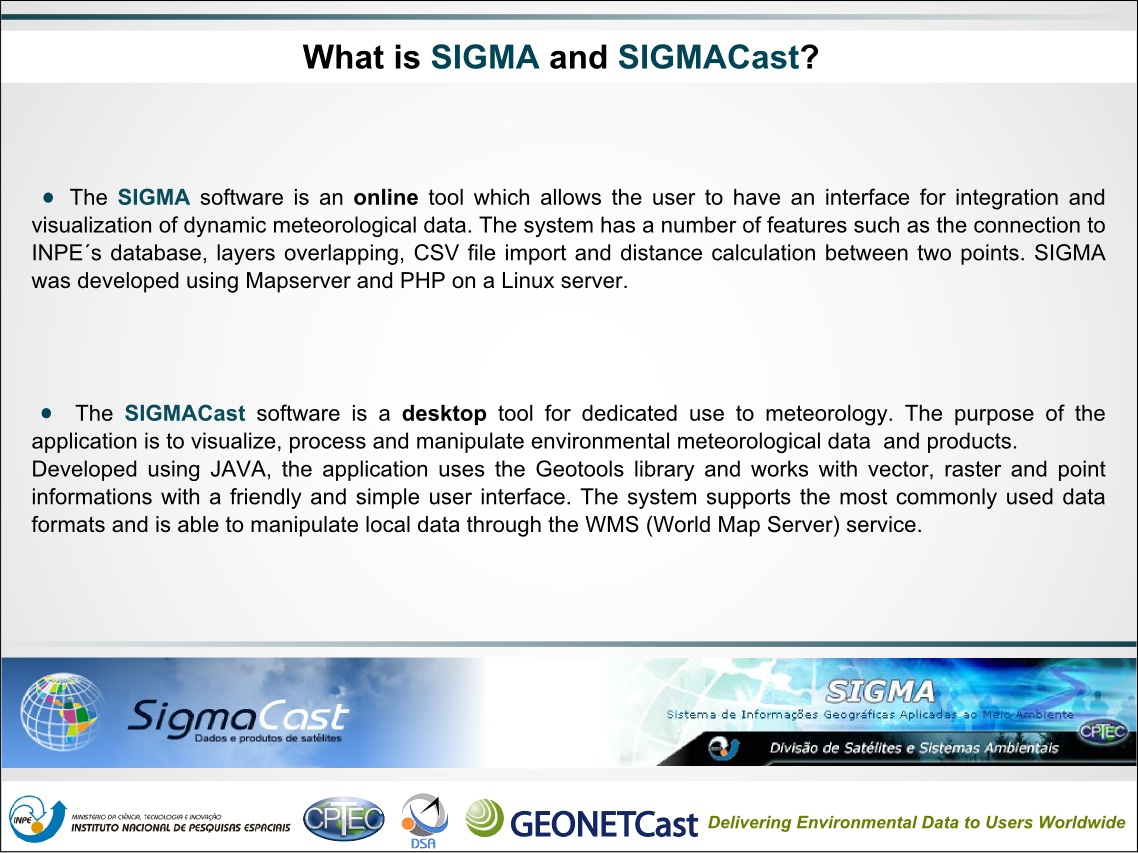 What is SIGMA and SIGMACast?
• The SIGMA software is an online tool which allows the user to have an interface for integration and
visualization of dynamic meteorological data. The system has a number of features such as the connection to
INPE´s database, layers overlapping, CSV file import and distance calculation between two points. SIGMA
was developed using Mapserver and PHP on a Linux server.
• The SIGMACast software is a desktop tool for dedicated use to meteorology. The purpose of the
application is to visualize, process and manipulate environmental meteorological data  and products.
Developed using JAVA, the application uses the Geotools library and works with vector, raster and point
informations with a friendly and simple user interface. The system supports the most commonly used data
formats and is able to manipulate local data through the WMS (World Map Server) service.
SigmaCast
Dados e produtos de satélites
SIGMA
Sistema de Informações Geográficas Aplicadas ao Meio Ambiente
CPTEC
Divisão de Satélites e Sistemas Ambientais
INPE
MINISTÉRIO DA CIÊNCIA, TECNOLOGIA E INOVAÇÃO
INSTITUTO NACIONAL DE PESQUISAS ESPACIAIS
CPTEC
DSA
GEONETCast
Delivering Environmental Data to Users Worldwide